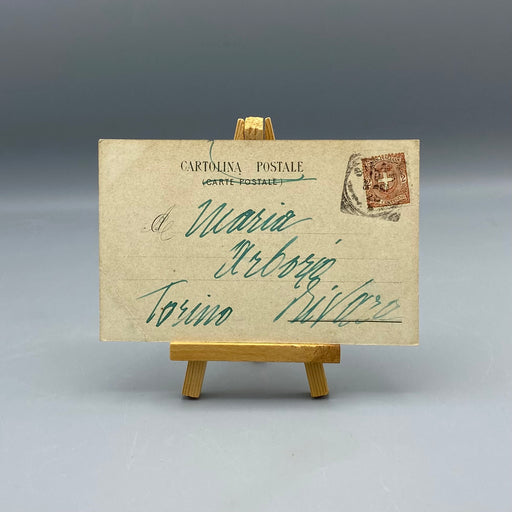 CARTOLINA POSTALE
(CARTE POSTALE)
A Maria
Arborio
Torino Rivara